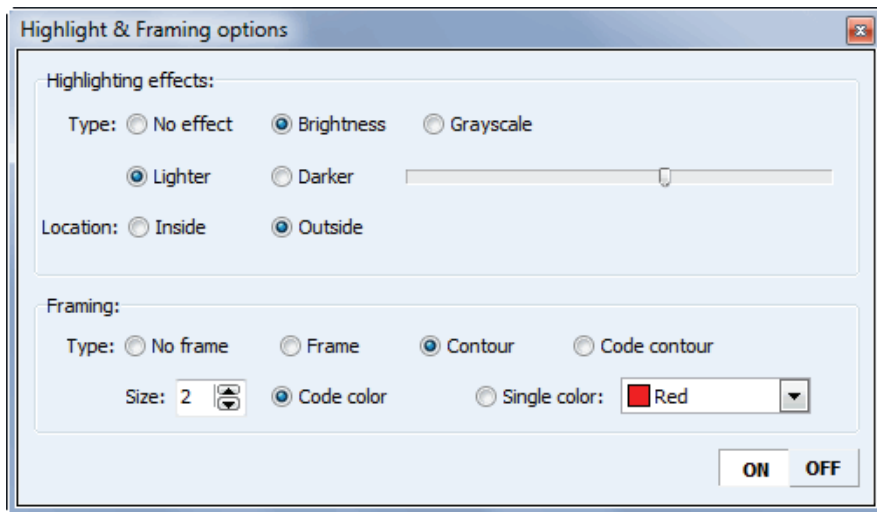 Highlight & Framing options
Highlighting effects:
Type: No effect Brightness Grayscale
Lighter Darker
Location: Inside Outside
Framing:
Type: No frame Frame Contour Code contour
Size: 2 Code color Single color: Red
ON OFF